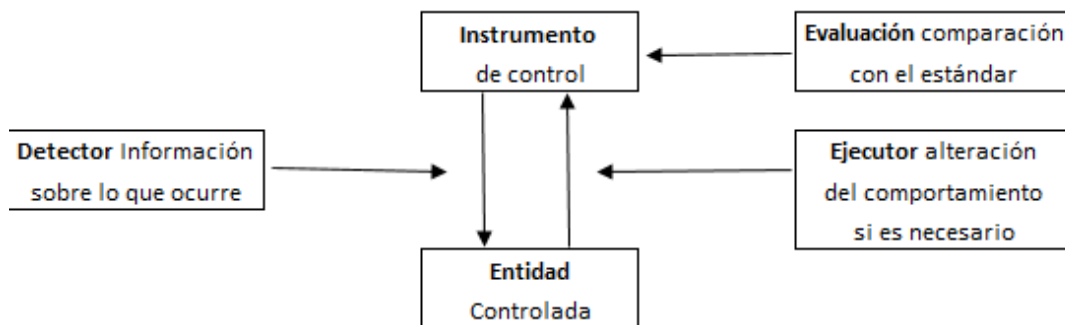 Instrumento
de control
Evaluación comparación
con el estándar
Detector Información
sobre lo que ocurre
Ejecutor alteración
del comportamiento
si es necesario
Entidad
Controlada